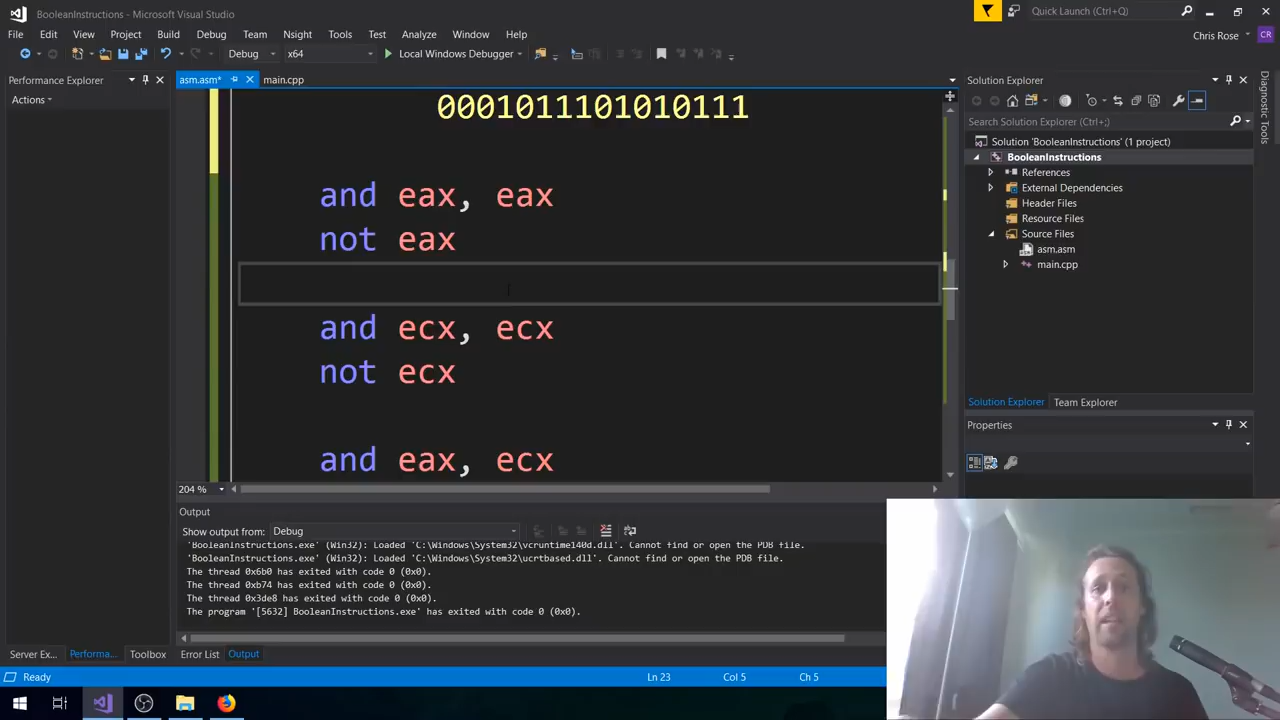 BooleanInstructions - Microsoft Visual Studio
Quick Launch (Ctrl+Q)
File Edit View Project Build Debug Team Nsight Tools Test Analyze Window Help
Chris Rose CR
Debug x64 Local Windows Debugger
Performance Explorer
asm.asm* main.cpp
Solution Explorer
Actions
Search Solution Explorer (Ctrl+;)
Solution 'BooleanInstructions' (1 project)
BooleanInstructions
References
External Dependencies
Header Files
Resource Files
Source Files
asm.asm
main.cpp
Diagnostic Tools
0001011101010111
and eax, eax
not eax
and ecx, ecx
not ecx
and eax, ecx
Solution Explorer Team Explorer
Properties
204 %
Output
Show output from: Debug
'BooleanInstructions.exe' (Win32): Loaded 'C:\Windows\System32\vcruntime140d.dll'. Cannot find or open the PDB file.
'BooleanInstructions.exe' (Win32): Loaded 'C:\Windows\System32\ucrtbased.dll'. Cannot find or open the PDB file.
The thread 0x6b0 has exited with code 0 (0x0).
The thread 0xb74 has exited with code 0 (0x0).
The thread 0x3de8 has exited with code 0 (0x0).
The program '[5632] BooleanInstructions.exe' has exited with code 0 (0x0).
Server Ex... Performa... Toolbox Error List Output
Ready Ln 23 Col 5 Ch 5